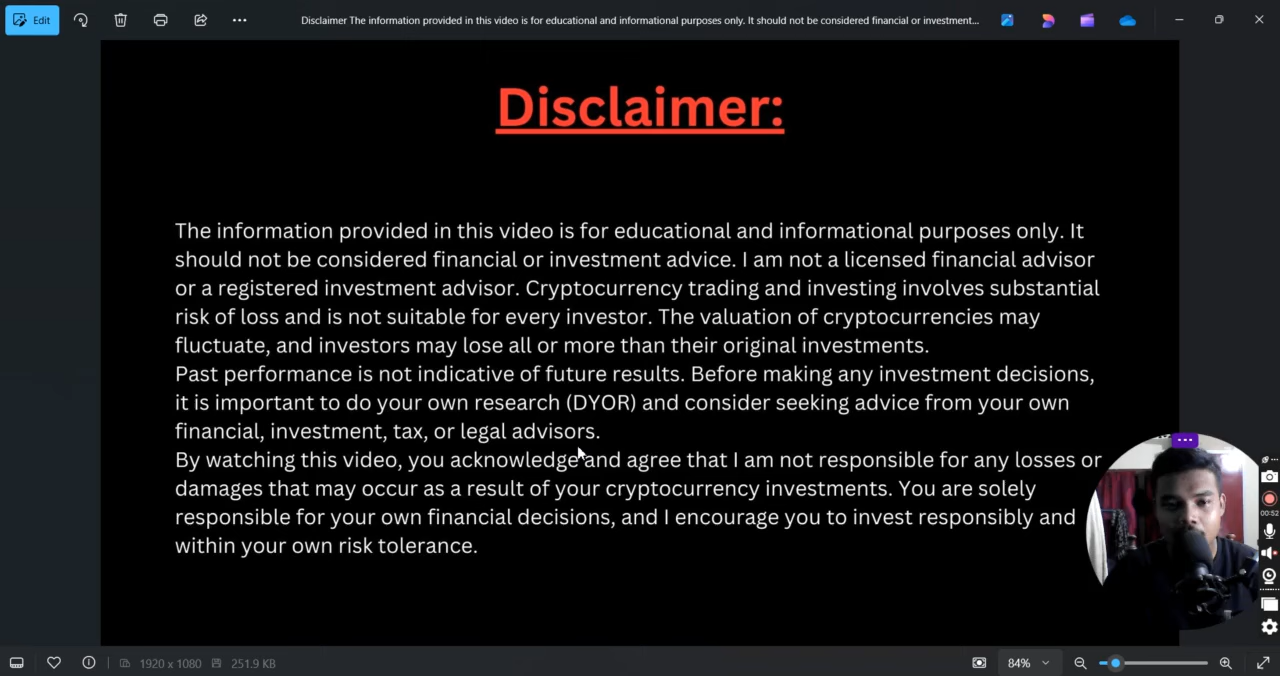 Edit
Disclaimer The information provided in this video is for educational and informational purposes only. It should not be considered financial or investment...
Disclaimer:
The information provided in this video is for educational and informational purposes only. It
should not be considered financial or investment advice. I am not a licensed financial advisor
or a registered investment advisor. Cryptocurrency trading and investing involves substantial
risk of loss and is not suitable for every investor. The valuation of cryptocurrencies may
fluctuate, and investors may lose all or more than their original investments.
Past performance is not indicative of future results. Before making any investment decisions,
it is important to do your own research (DYOR) and consider seeking advice from your own
financial, investment, tax, or legal advisors.
By watching this video, you acknowledge and agree that I am not responsible for any losses or
damages that may occur as a result of your cryptocurrency investments. You are solely
responsible for your own financial decisions, and I encourage you to invest responsibly and
within your own risk tolerance.
00:52
1920 x 1080
251.9 KB
84%